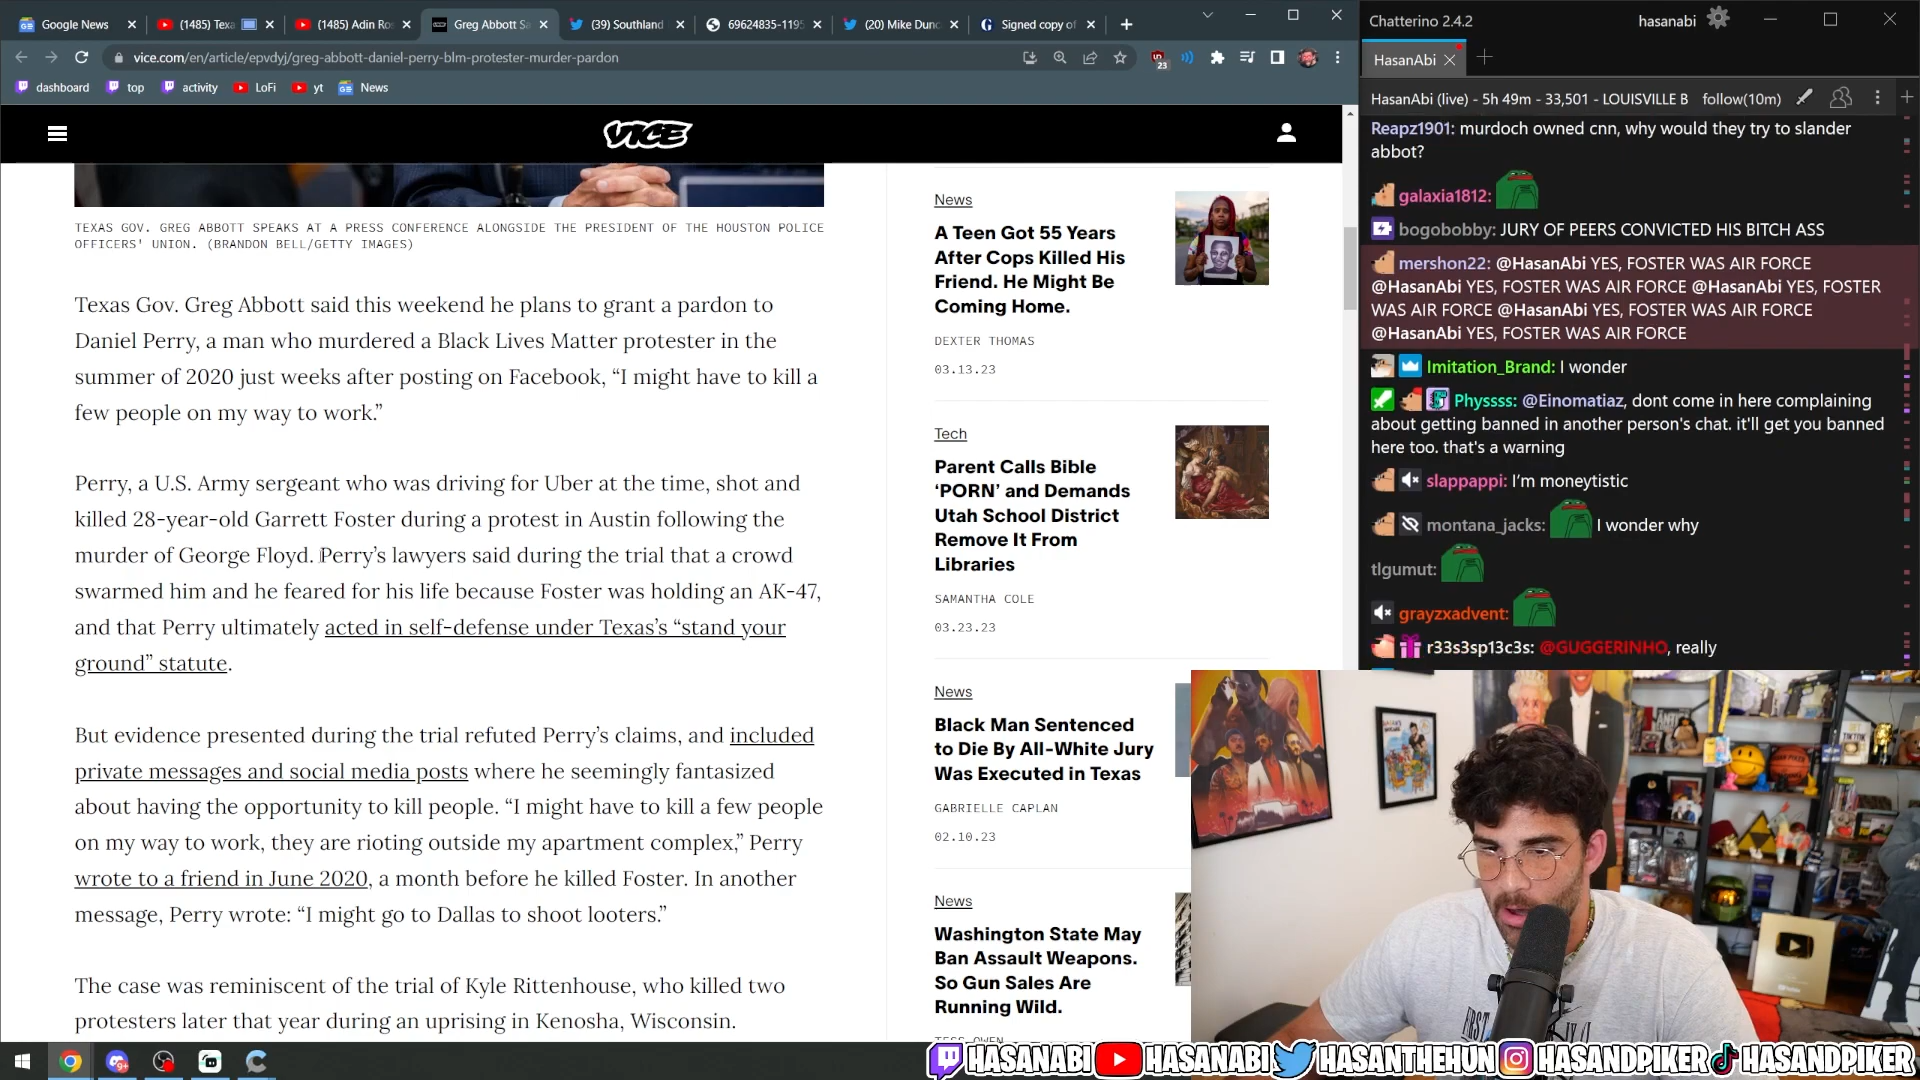 Google News
(1485) Texa
(1485) Adin Ros
Greg Abbott Sa
(39) Southland
69624835-1195
(20) Mike Dunc
Signed copy of
vice.com/en/article/epvdyj/greg-abbott-daniel-perry-blm-protester-murder-pardon
23
dashboard
top
activity
LoFi
yt
News
VICE
TEXAS GOV. GREG ABBOTT SPEAKS AT A PRESS CONFERENCE ALONGSIDE THE PRESIDENT OF THE HOUSTON POLICE
OFFICERS' UNION. (BRANDON BELL/GETTY IMAGES)
Texas Gov. Greg Abbott said this weekend he plans to grant a pardon to
Daniel Perry, a man who murdered a Black Lives Matter protester in the
summer of 2020 just weeks after posting on Facebook, “I might have to kill a
few people on my way to work.”
Perry, a U.S. Army sergeant who was driving for Uber at the time, shot and
killed 28-year-old Garrett Foster during a protest in Austin following the
murder of George Floyd. Perry’s lawyers said during the trial that a crowd
swarmed him and he feared for his life because Foster was holding an AK-47,
and that Perry ultimately acted in self-defense under Texas’s “stand your
ground” statute.
But evidence presented during the trial refuted Perry’s claims, and included
private messages and social media posts where he seemingly fantasized
about having the opportunity to kill people. “I might have to kill a few people
on my way to work, they are rioting outside my apartment complex,” Perry
wrote to a friend in June 2020, a month before he killed Foster. In another
message, Perry wrote: “I might go to Dallas to shoot looters.”
The case was reminiscent of the trial of Kyle Rittenhouse, who killed two
protesters later that year during an uprising in Kenosha, Wisconsin.
News
A Teen Got 55 Years
After Cops Killed His
Friend. He Might Be
Coming Home.
DEXTER THOMAS
03.13.23
Tech
Parent Calls Bible
‘PORN’ and Demands
Utah School District
Remove It From
Libraries
SAMANTHA COLE
03.23.23
News
Black Man Sentenced
to Die By All-White Jury
Was Executed in Texas
GABRIELLE CAPLAN
02.10.23
News
Washington State May
Ban Assault Weapons.
So Gun Sales Are
Running Wild.
TESS OWEN
Chatterino 2.4.2
hasanabi
HasanAbi
HasanAbi (live) - 5h 49m - 33,501 - LOUISVILLE B
follow(10m)
Reapz1901: murdoch owned cnn, why would they try to slander
abbot?
galaxia1812:
bogobobby: JURY OF PEERS CONVICTED HIS BITCH ASS
mershon22: @HasanAbi YES, FOSTER WAS AIR FORCE
@HasanAbi YES, FOSTER WAS AIR FORCE @HasanAbi YES, FOSTER
WAS AIR FORCE @HasanAbi YES, FOSTER WAS AIR FORCE
@HasanAbi YES, FOSTER WAS AIR FORCE
Imitation_Brand: I wonder
Physsss: @Einomatiaz, dont come in here complaining
about getting banned in another person's chat. it'll get you banned
here too. that's a warning
slappappi: I’m moneytistic
montana_jacks: I wonder why
tlgumut:
grayzxadvent:
r33s3sp13c3s: @GUGGERINHO, really
HASANABI
HASANABI
HASANTHEHUN
HASANDPIKER
HASANDPIKER